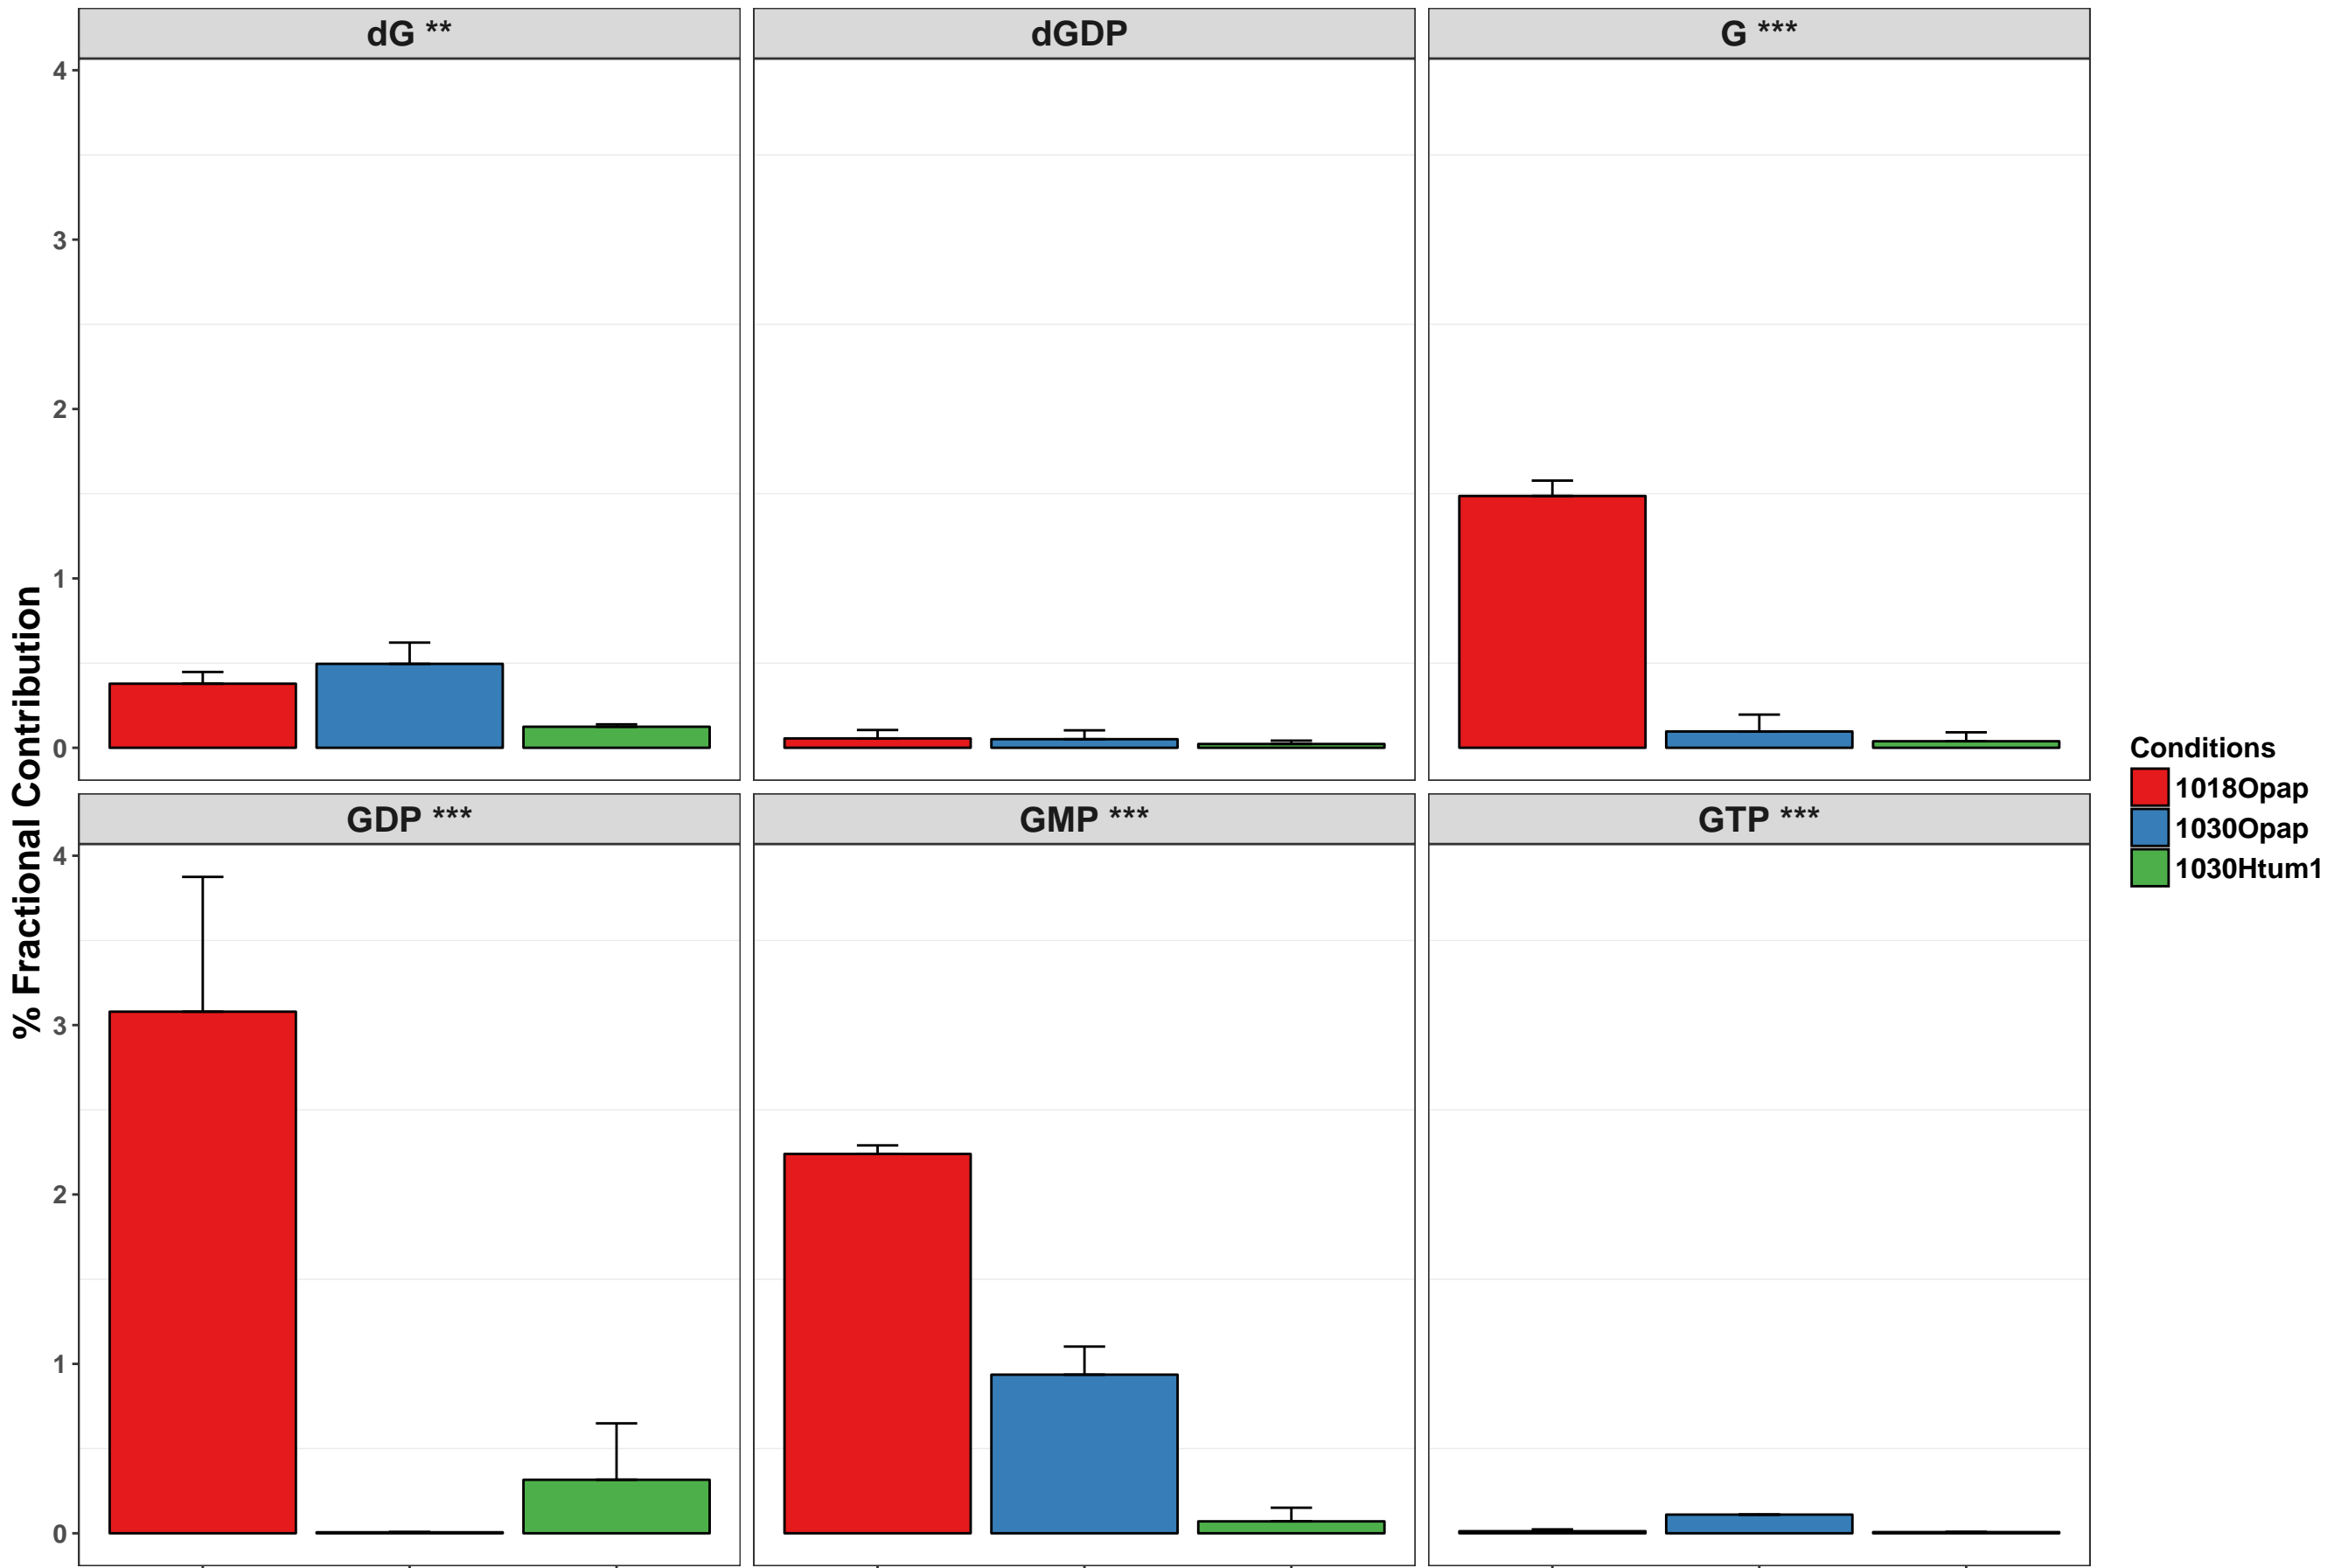 dG **
dGDP
G ***
4
3
2
1
0
% Fractional Contribution
GDP ***
GMP ***
GTP ***
4
3
2
1
0
Conditions
1018Opap
1030Opap
1030Htum1